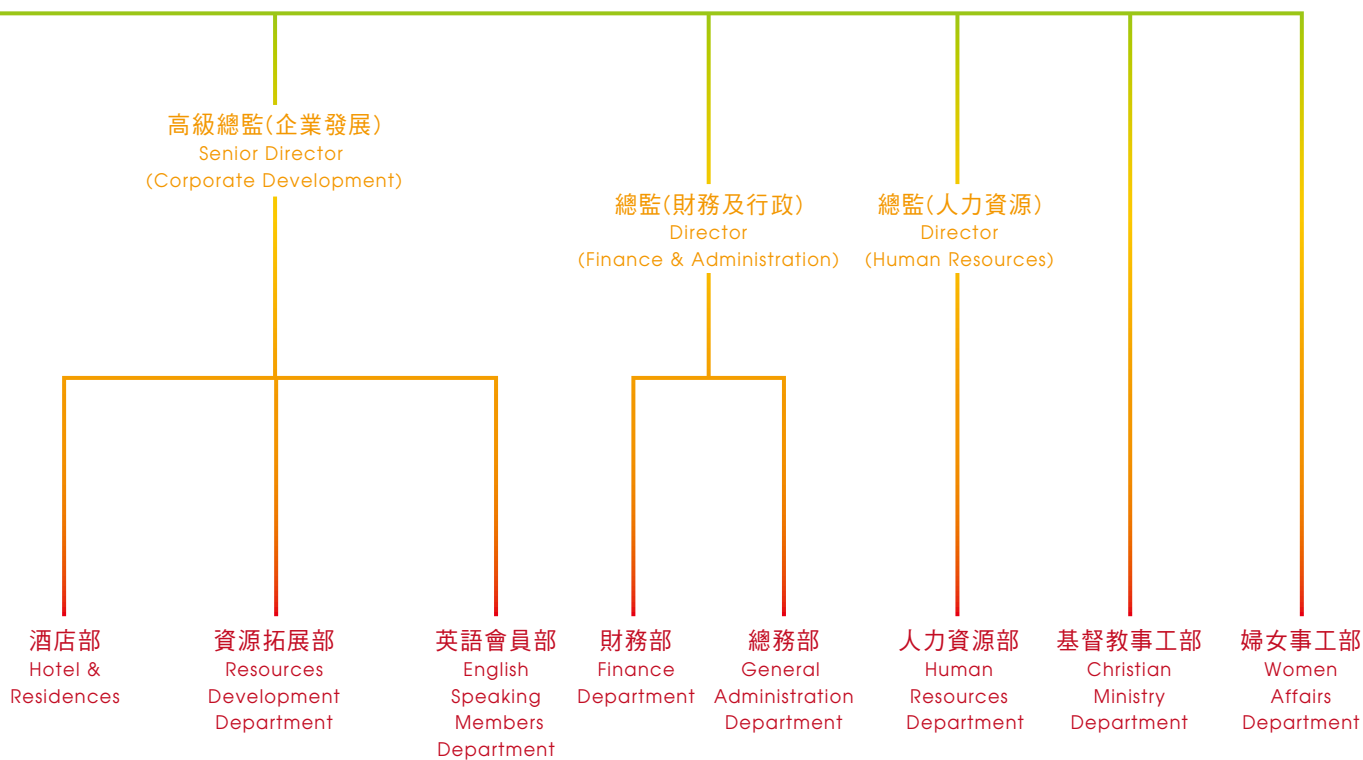 高級總監(企業發展)
Senior Director
(Corporate Development)
總監(財務及行政)
Director
(Finance & Administration)
總監(人力資源)
Director
(Human Resources)
酒店部
Hotel &
Residences
資源拓展部
Resources
Development
Department
英語會員部
English
Speaking
Members
Department
財務部
Finance
Department
總務部
General
Administration
Department
人力資源部
Human
Resources
Department
基督教事工部
Christian
Ministry
Department
婦女事工部
Women
Affairs
Department